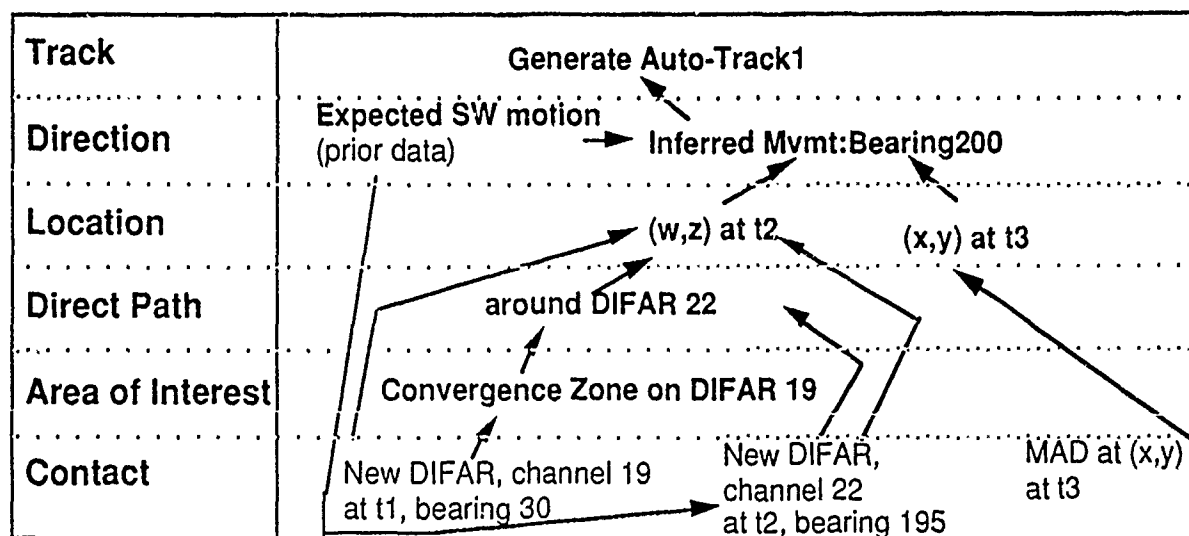 Track
Generate Auto-Track1
Expected SW motion
(prior data)
Direction
Inferred Mvmt:Bearing200
Location
(w,z) at t2
(x,y) at t3
Direct Path
around DIFAR 22
Area of Interest
Convergence Zone on DIFAR 19
Contact
New DIFAR, channel 19
at t1, bearing 30
New DIFAR,
channel 22
at t2, bearing 195
MAD at (x,y)
at t3